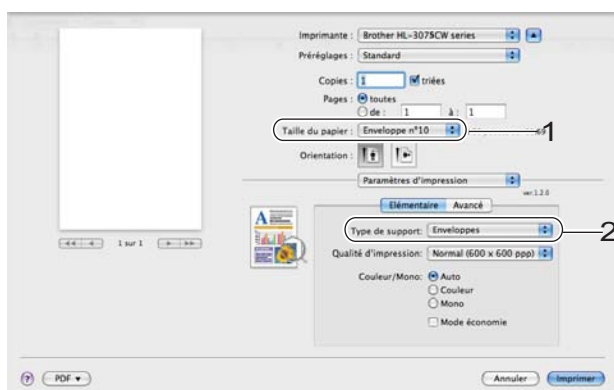 Imprimante : Brother HL-3075CW series
Préréglages : Standard
Copies : 1 triées
Pages : toutes
de : 1 à : 1
Taille du papier : Enveloppe n°10 1
Orientation :
Paramètres d'impression
ver.1.2.0
Elémentaire Avancé
Type de support: Enveloppes 2
1 sur 1
Qualité d'impression: Normal (600 x 600 ppp)
Couleur/Mono: Auto
Couleur
Mono
Mode économie
? PDF Annuler Imprimer